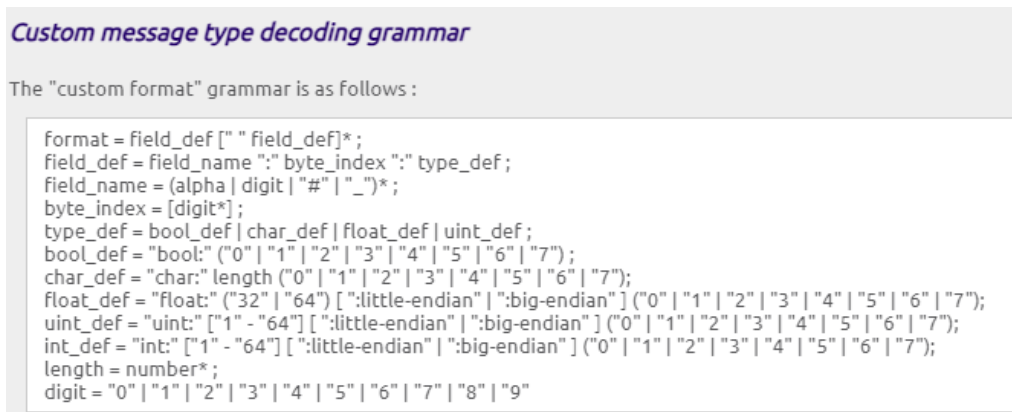 Custom message type decoding grammar
The "custom format" grammar is as follows :
format = field_def [" " field_def]* ;
field_def = field_name ":" byte_index ":" type_def ;
field_name = (alpha | digit | "#" | "_")* ;
byte_index = [digit*] ;
type_def = bool_def | char_def | float_def | uint_def ;
bool_def = "bool:" ("0" | "1" | "2" | "3" | "4" | "5" | "6" | "7") ;
char_def = "char:" length ("0" | "1" | "2" | "3" | "4" | "5" | "6" | "7");
float_def = "float:" ("32" | "64") [ ":little-endian" | ":big-endian" ] ("0" | "1" | "2" | "3" | "4" | "5" | "6" | "7");
uint_def = "uint:" ["1" - "64"] [ ":little-endian" | ":big-endian" ] ("0" | "1" | "2" | "3" | "4" | "5" | "6" | "7");
int_def = "int:" ["1" - "64"] [ ":little-endian" | ":big-endian" ] ("0" | "1" | "2" | "3" | "4" | "5" | "6" | "7");
length = number* ;
digit = "0" | "1" | "2" | "3" | "4" | "5" | "6" | "7" | "8" | "9"